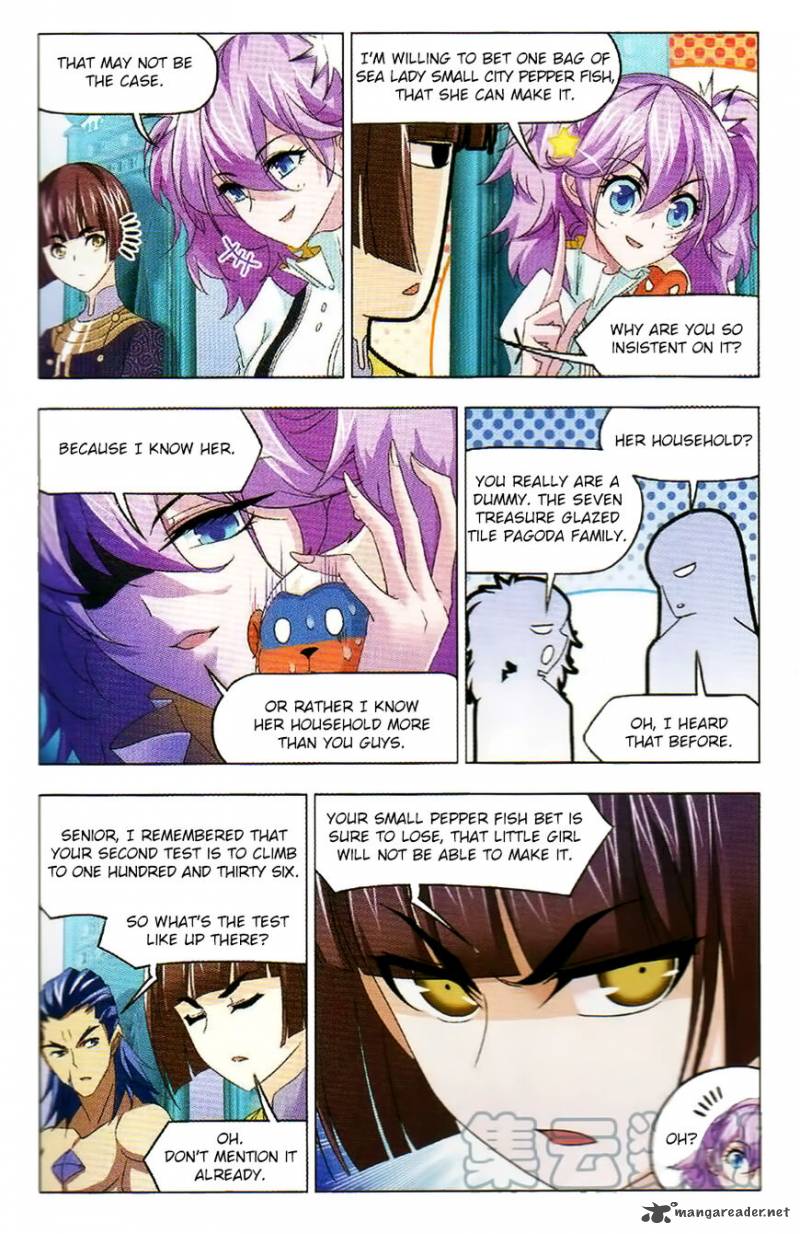 THAT MAY NOT BE
THE CASE.
I'M WILLING TO BET ONE BAG OF
SEA LADY SMALL CITY PEPPER FISH,
THAT SHE CAN MAKE IT.
WHY ARE YOU SO
INSISTENT ON IT?
BECAUSE I KNOW HER.
OR RATHER I KNOW
HER HOUSEHOLD MORE
THAN YOU GUYS.
HER HOUSEHOLD?
YOU REALLY ARE A
DUMMY. THE SEVEN
TREASURE GLAZED
TILE PAGODA FAMILY.
OH, I HEARD
THAT BEFORE.
SENIOR, I REMEMBERED THAT
YOUR SECOND TEST IS TO CLIMB
TO ONE HUNDRED AND THIRTY SIX.
SO WHAT'S THE TEST
LIKE UP THERE?
OH.
DON'T MENTION IT
ALREADY.
YOUR SMALL PEPPER FISH BET IS
SURE TO LOSE, THAT LITTLE GIRL
WILL NOT BE ABLE TO MAKE IT.
OH?
集云
mangareader.net